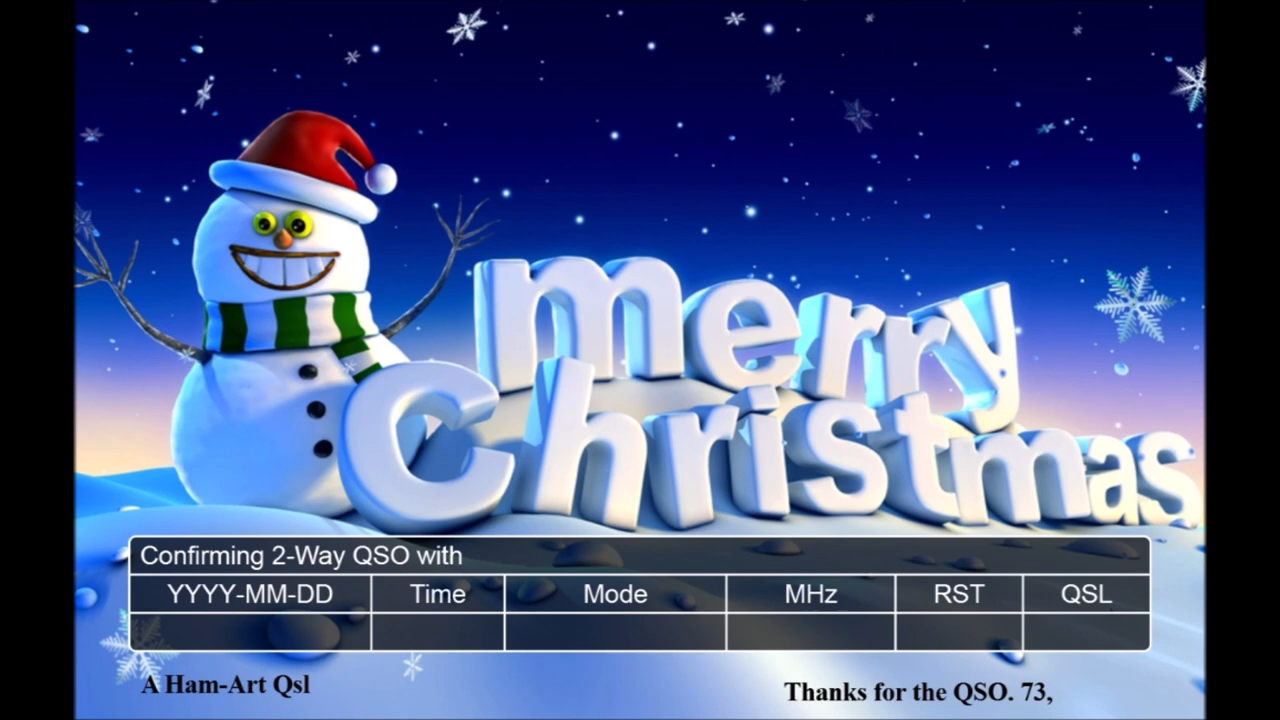 merry
Christmas
Confirming 2-Way QSO with
YYYY-MM-DD Time Mode MHz RST QSL
A Ham-Art Qsl
Thanks for the QSO. 73,